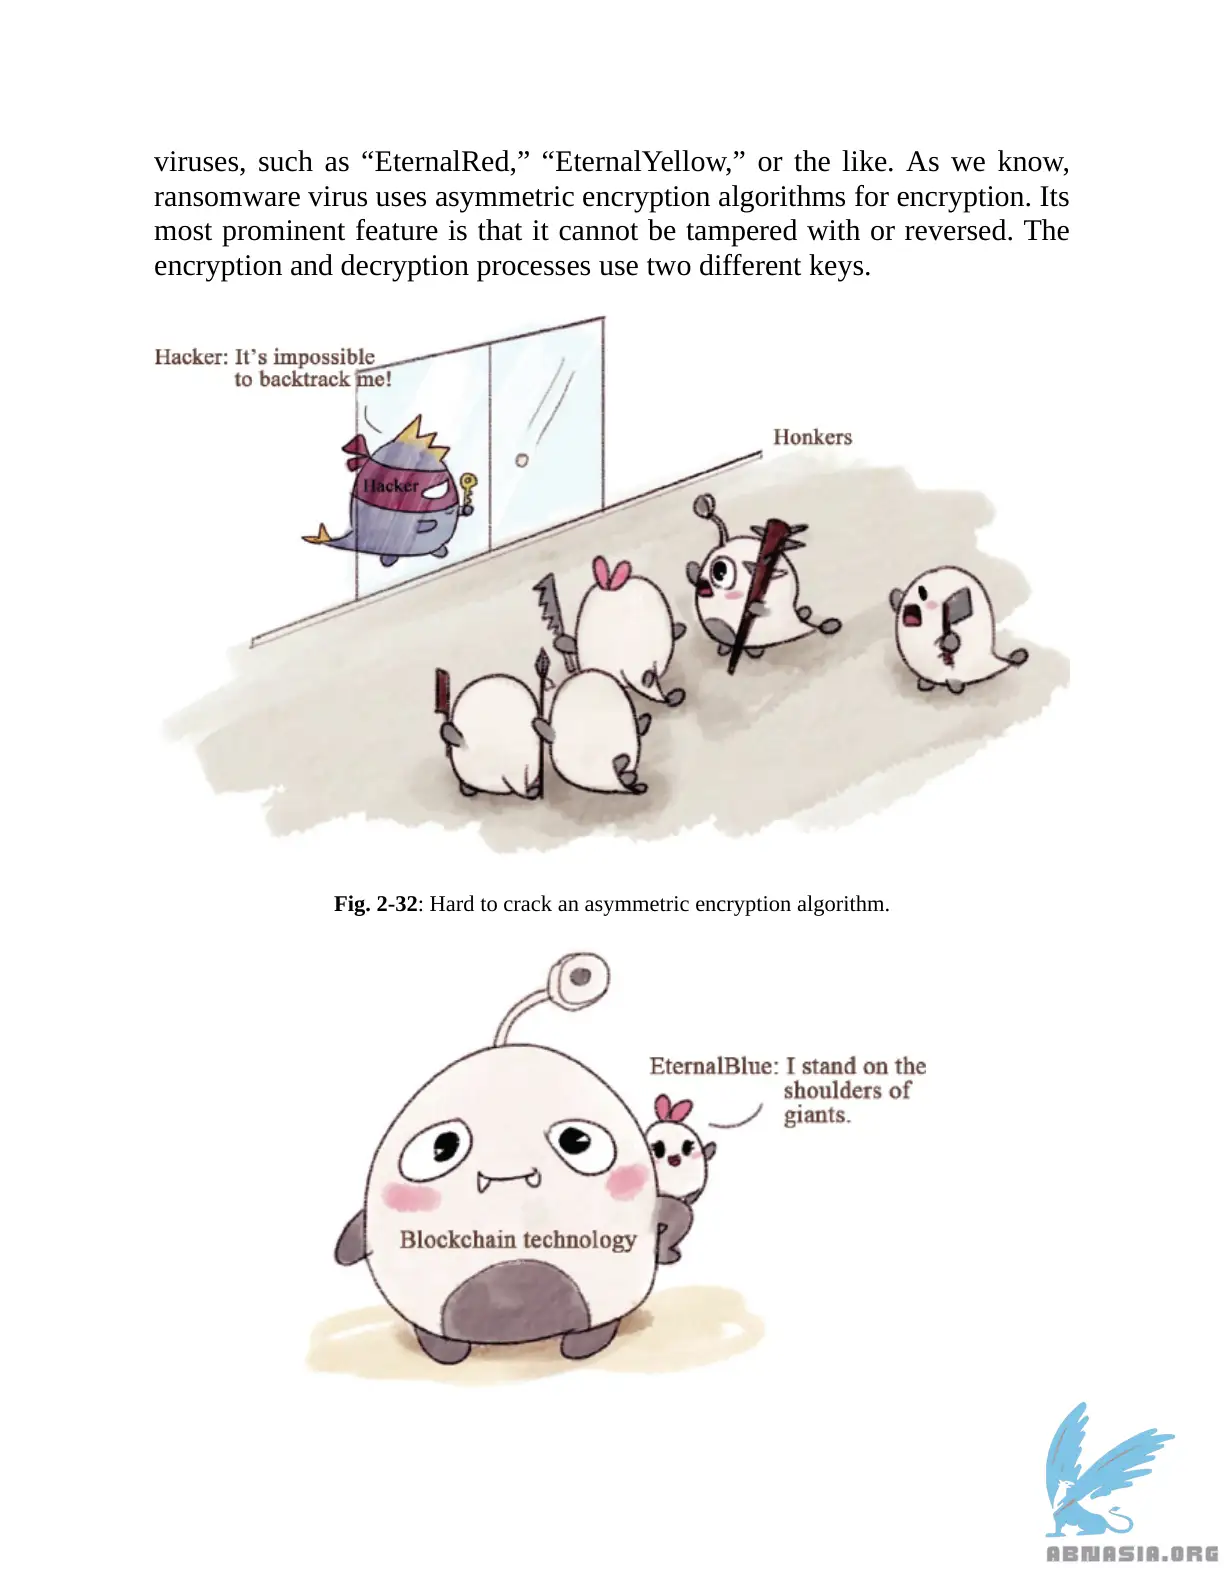 viruses, such as “EternalRed,” “EternalYellow,” or the like. As we know,
ransomware virus uses asymmetric encryption algorithms for encryption. Its
most prominent feature is that it cannot be tampered with or reversed. The
encryption and decryption processes use two different keys.
Hacker: It’s impossible
to backtrack me!
Honkers
Hacker
Fig. 2-32: Hard to crack an asymmetric encryption algorithm.
EternalBlue: I stand on the
shoulders of
giants.
Blockchain technology
ABNASIA.ORG